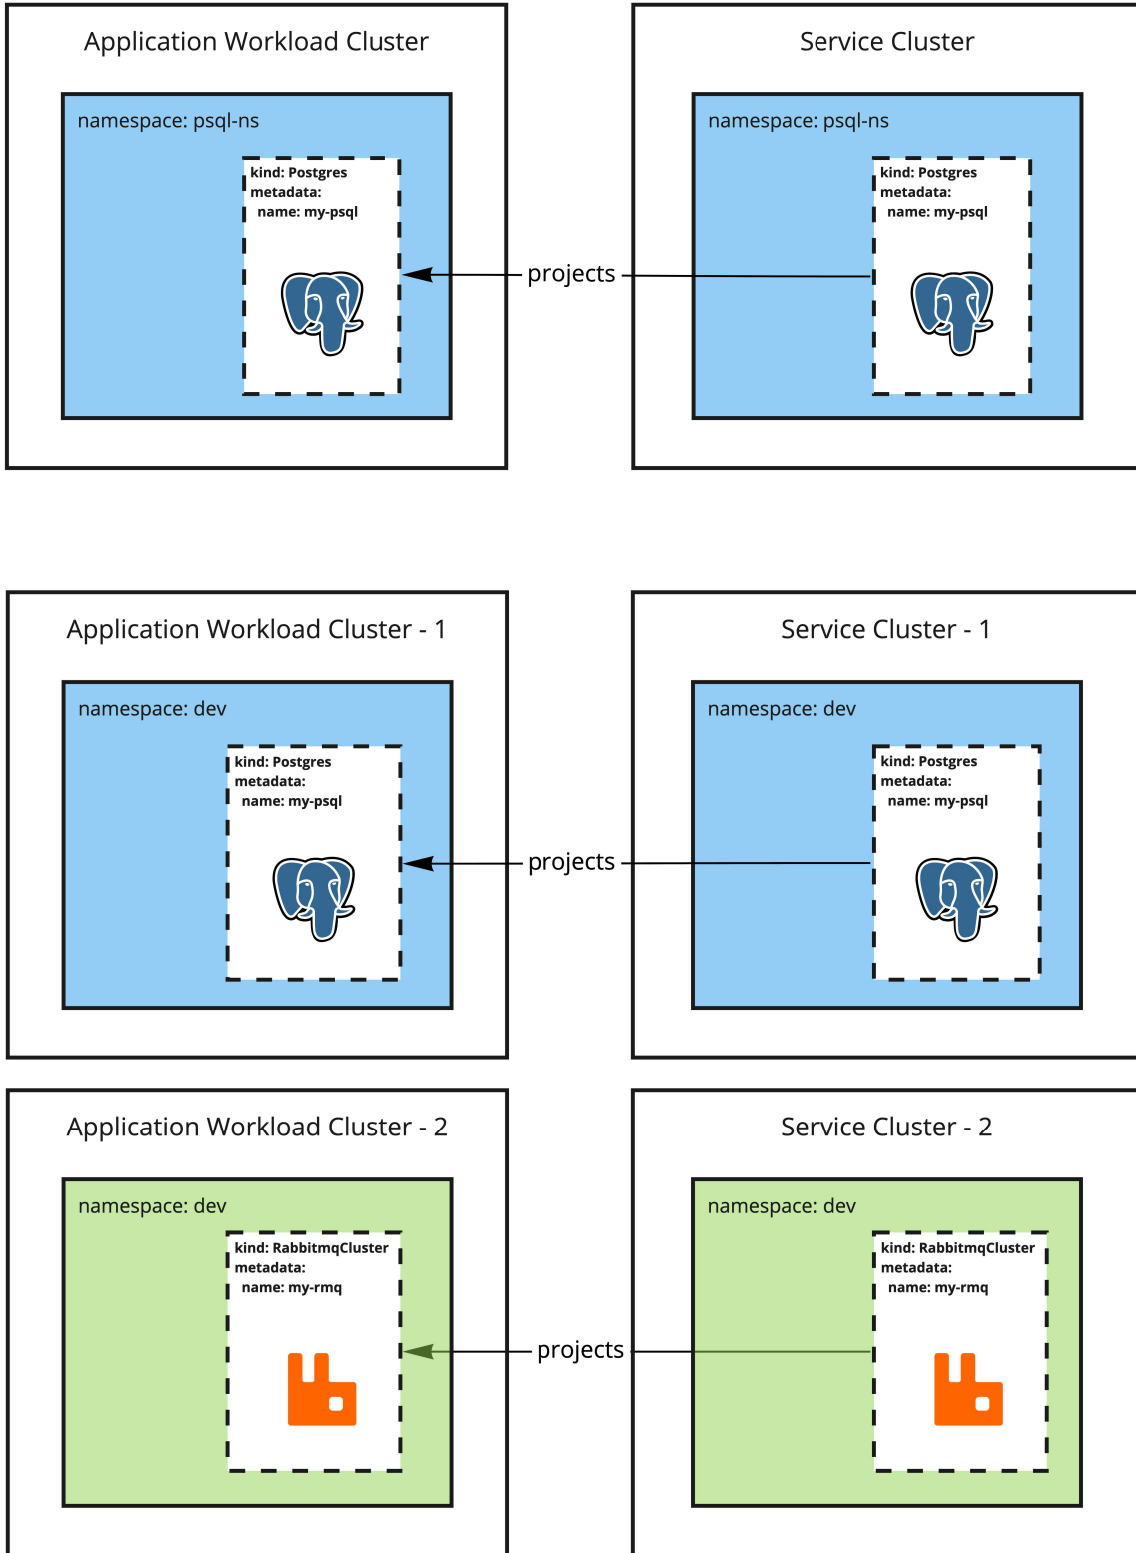 Application Workload Cluster
namespace: psql-ns
kind: Postgres
metadata:
name: my-psql
projects
Service Cluster
namespace: psql-ns
kind: Postgres
metadata:
name: my-psql
Application Workload Cluster - 1
namespace: dev
kind: Postgres
metadata:
name: my-psql
projects
Service Cluster - 1
namespace: dev
kind: Postgres
metadata:
name: my-psql
Application Workload Cluster - 2
namespace: dev
kind: RabbitmqCluster
metadata:
name: my-rmq
projects
Service Cluster - 2
namespace: dev
kind: RabbitmqCluster
metadata:
name: my-rmq